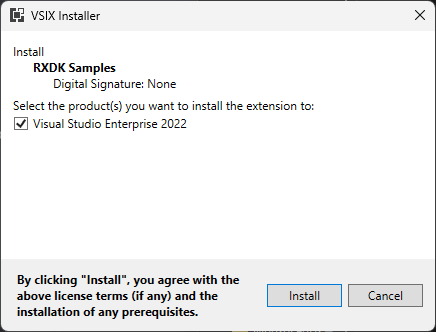 VSIX Installer
Install
RXDK Samples
Digital Signature: None
Select the product(s) you want to install the extension to:
Visual Studio Enterprise 2022
By clicking "Install", you agree with the
above license terms (if any) and the
installation of any prerequisites.
Install
Cancel